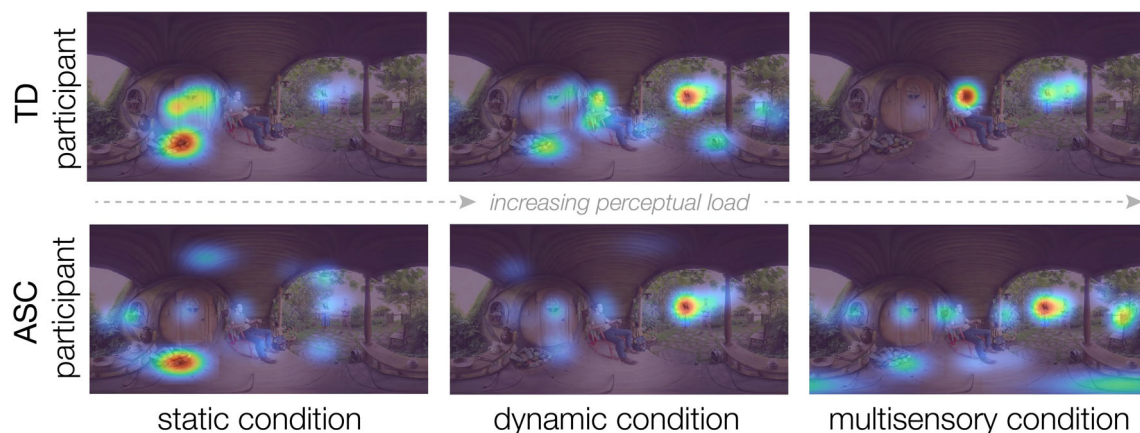 TD
participant
increasing perceptual load
ASC
participant
static condition
dynamic condition
multisensory condition